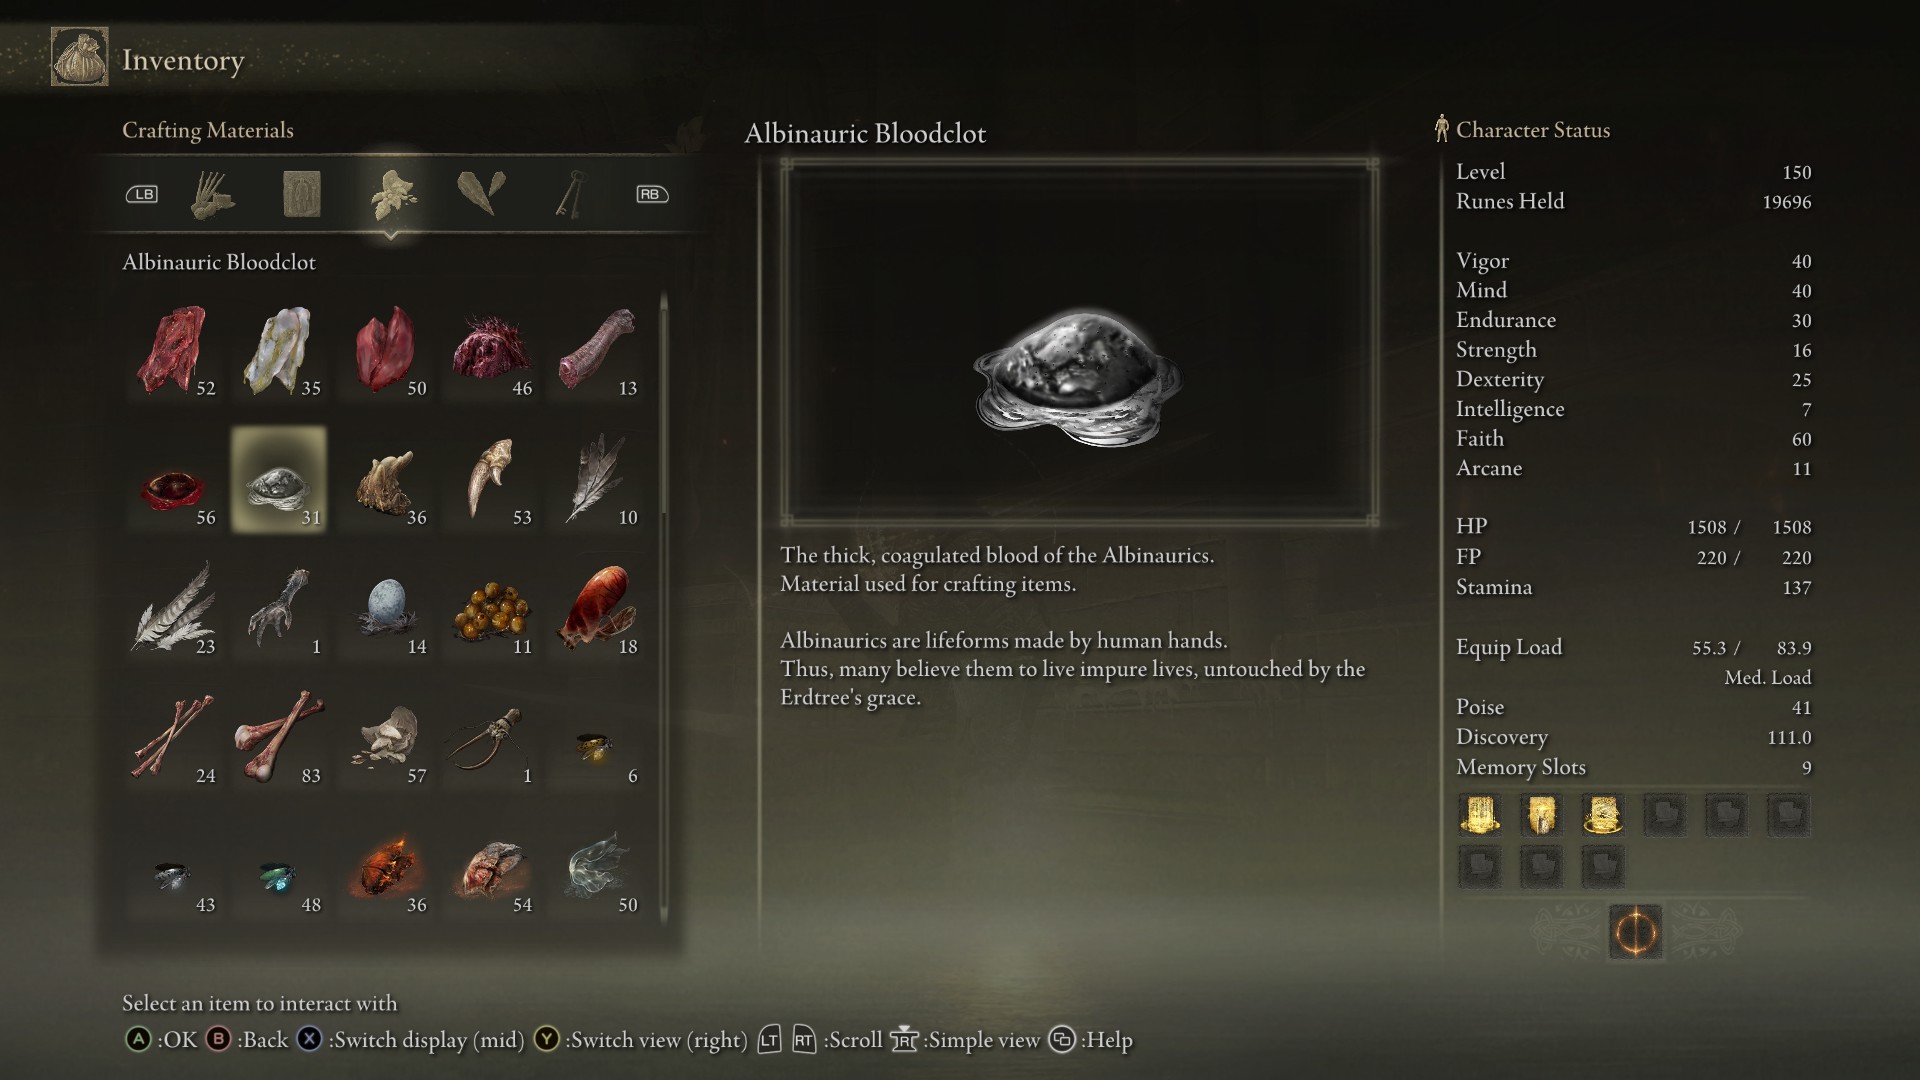 Inventory
Crafting Materials
LB
RB
Albinauric Bloodclot
52 35 50 46 13
56 31 36 53 10
23 1 14 11 18
24 83 57 1 6
43 48 36 54 50
Albinauric Bloodclot
The thick, coagulated blood of the Albinaurics.
Material used for crafting items.
Albinaurics are lifeforms made by human hands.
Thus, many believe them to live impure lives, untouched by the
Erdtree's grace.
Character Status
Level 150
Runes Held 19696
Vigor 40
Mind 40
Endurance 30
Strength 16
Dexterity 25
Intelligence 7
Faith 60
Arcane 11
HP 1508 / 1508
FP 220 / 220
Stamina 137
Equip Load 55.3 / 83.9
Med. Load
Poise 41
Discovery 111.0
Memory Slots 9
Select an item to interact with
A :OK B :Back X :Switch display (mid) Y :Switch view (right) LT RT :Scroll R :Simple view :Help